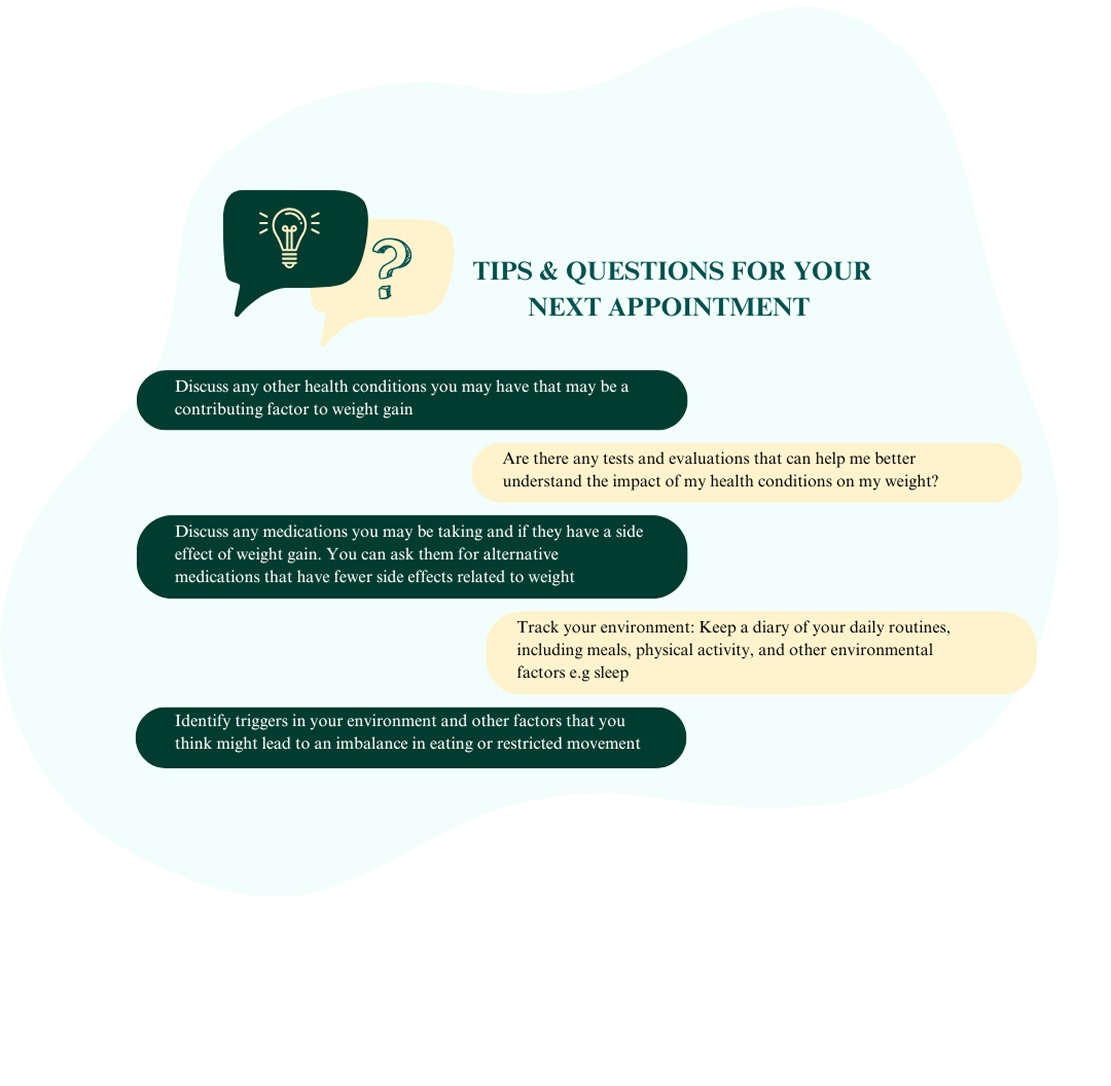 TIPS & QUESTIONS FOR YOUR
NEXT APPOINTMENT
Discuss any other health conditions you may have that may be a
contributing factor to weight gain
Are there any tests and evaluations that can help me better
understand the impact of my health conditions on my weight?
Discuss any medications you may be taking and if they have a side
effect of weight gain. You can ask them for alternative
medications that have fewer side effects related to weight
Track your environment: Keep a diary of your daily routines,
including meals, physical activity, and other environmental
factors e.g sleep
Identify triggers in your environment and other factors that you
think might lead to an imbalance in eating or restricted movement